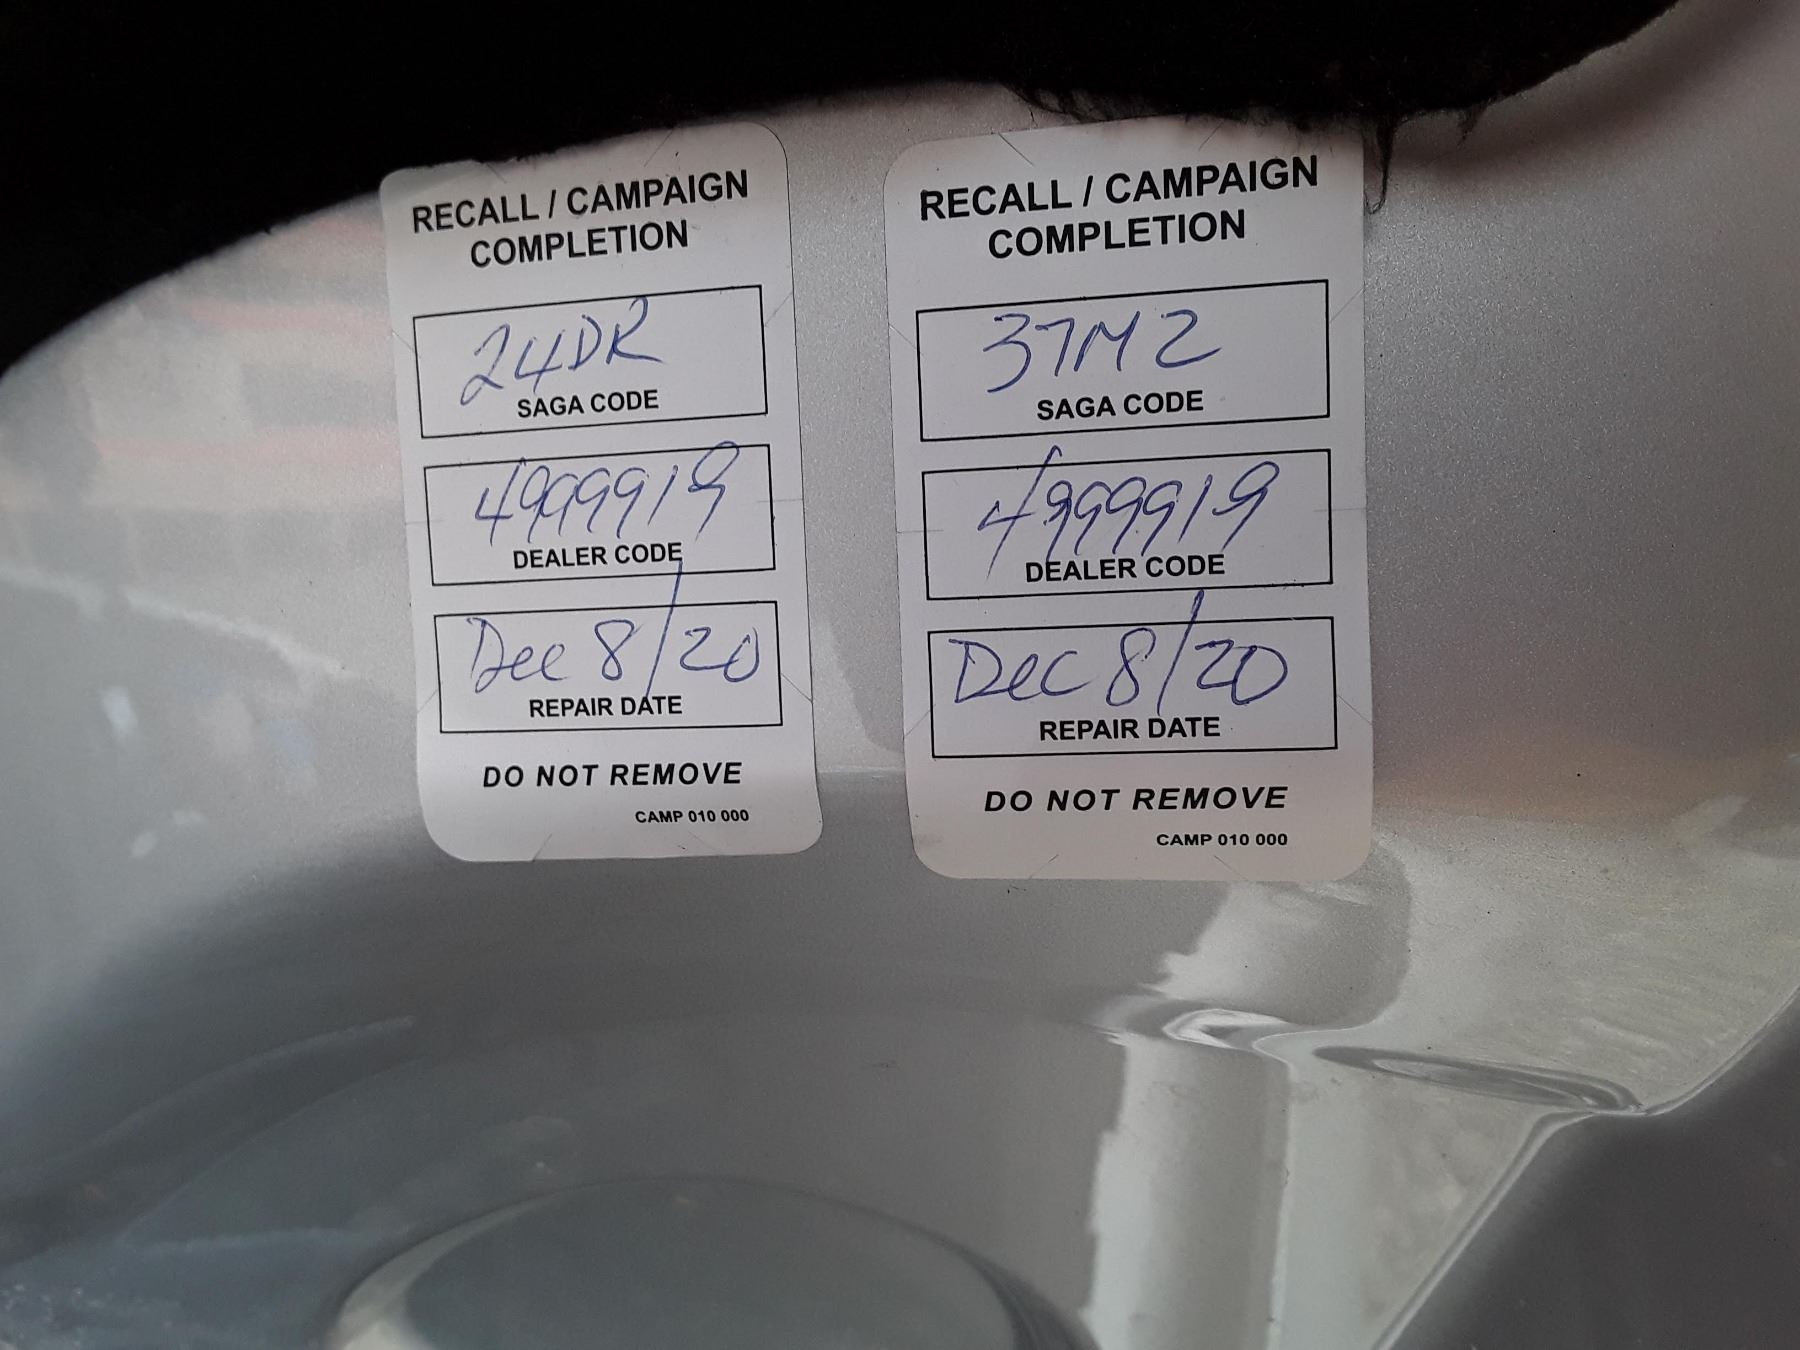 RECALL / CAMPAIGN
COMPLETION
24DR
SAGA CODE
4999919
DEALER CODE
Dec 8/20
REPAIR DATE
DO NOT REMOVE
CAMP 010 000
RECALL / CAMPAIGN
COMPLETION
37M2
SAGA CODE
4999919
DEALER CODE
Dec 8/20
REPAIR DATE
DO NOT REMOVE
CAMP 010 000